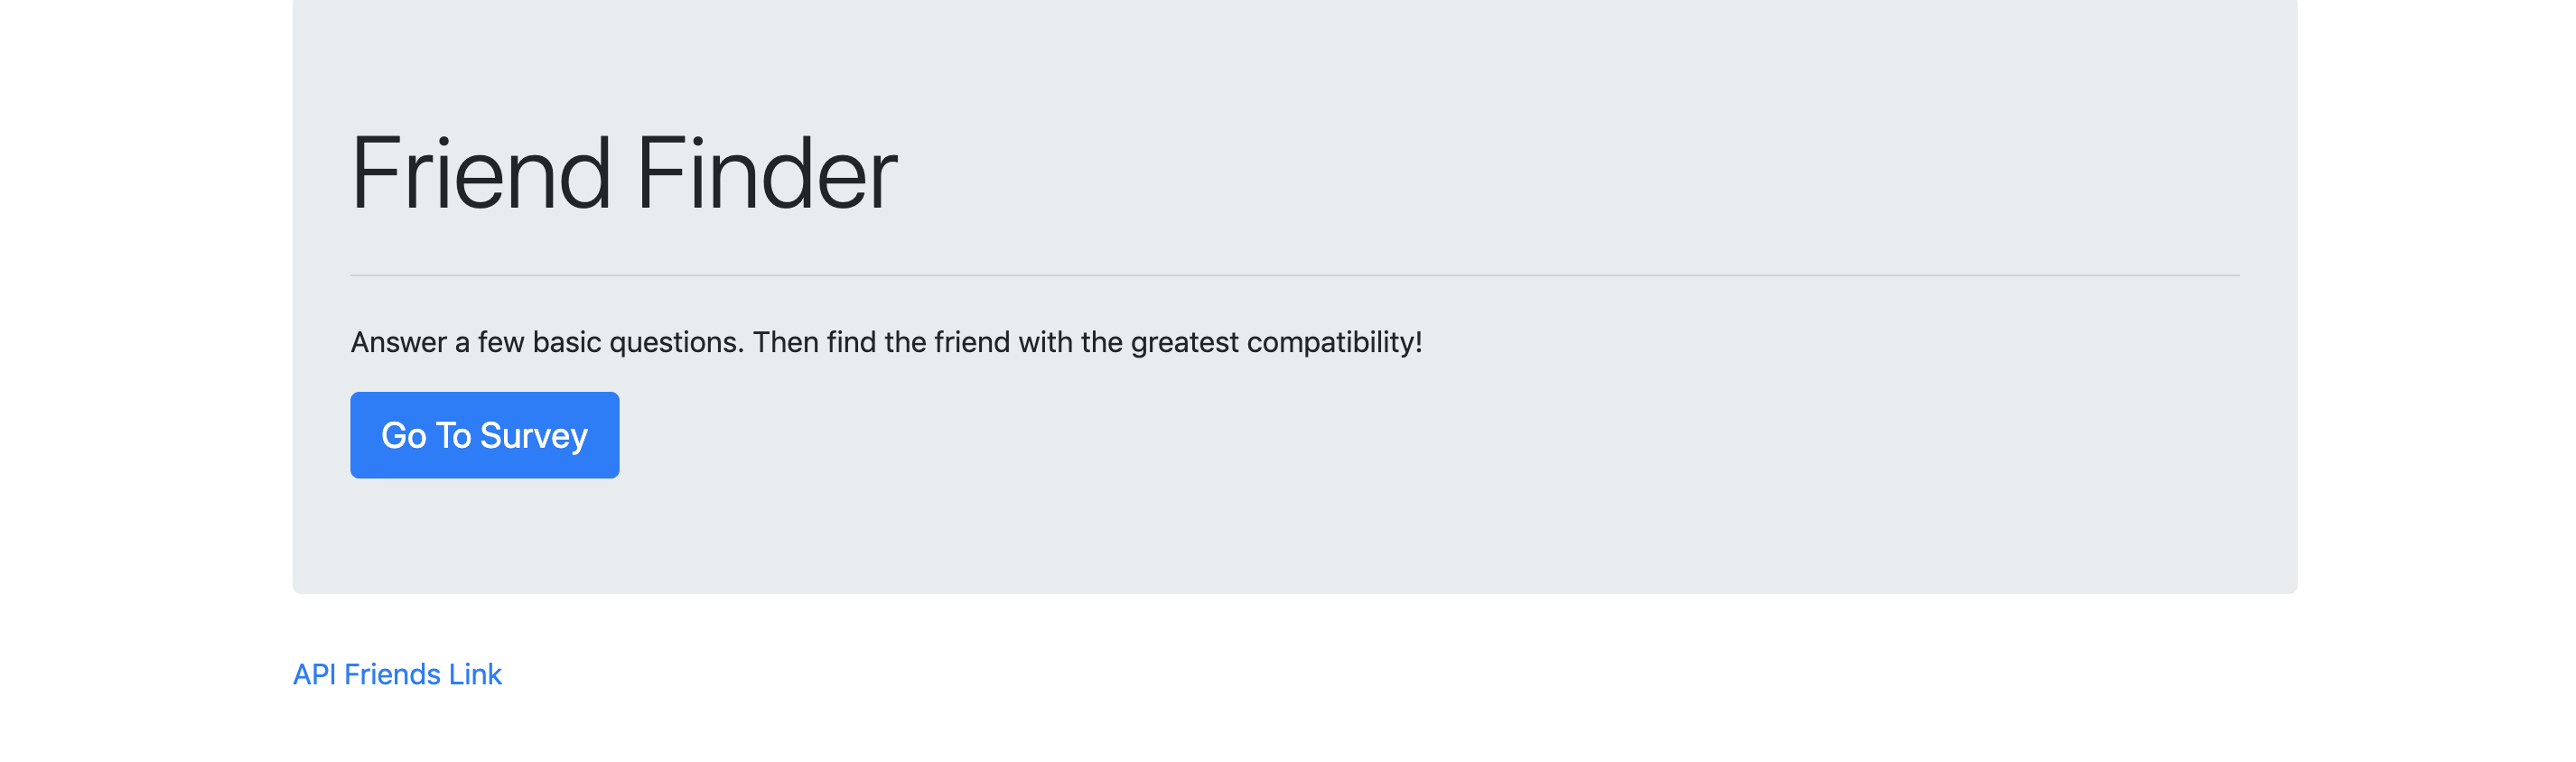 Friend Finder
Answer a few basic questions. Then find the friend with the greatest compatibility!
Go To Survey
API Friends Link